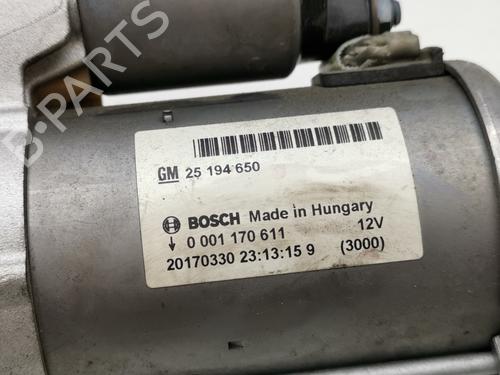 B-PARTS
GM 25 194 650
BOSCH Made in Hungary
0 001 170 611 12V
20170330 23:13:15 9 (3000)